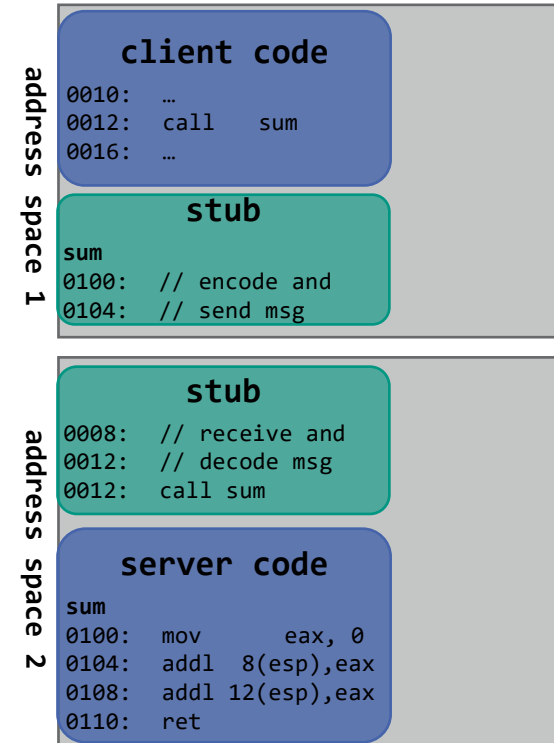 address space 1
client code
0010: …
0012: call sum
0016: …
stub
sum
0100: // encode and
0104: // send msg
address space 2
stub
0008: // receive and
0012: // decode msg
0012: call sum
server code
sum
0100: mov eax, 0
0104: addl 8(esp),eax
0108: addl 12(esp),eax
0110: ret